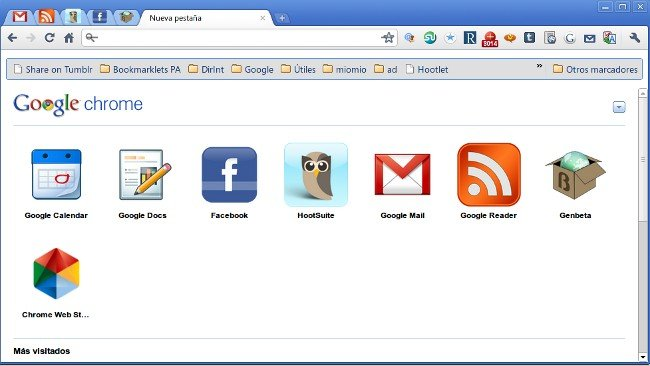 Nueva pestaña
9014
Share on Tumblr Bookmarklets PA DirInt Google Útiles miomio ad Hootlet » Otros marcadores
Google chrome
Google Calendar Google Docs Facebook HootSuite Google Mail Google Reader Genbeta
Chrome Web St...
Más visitados